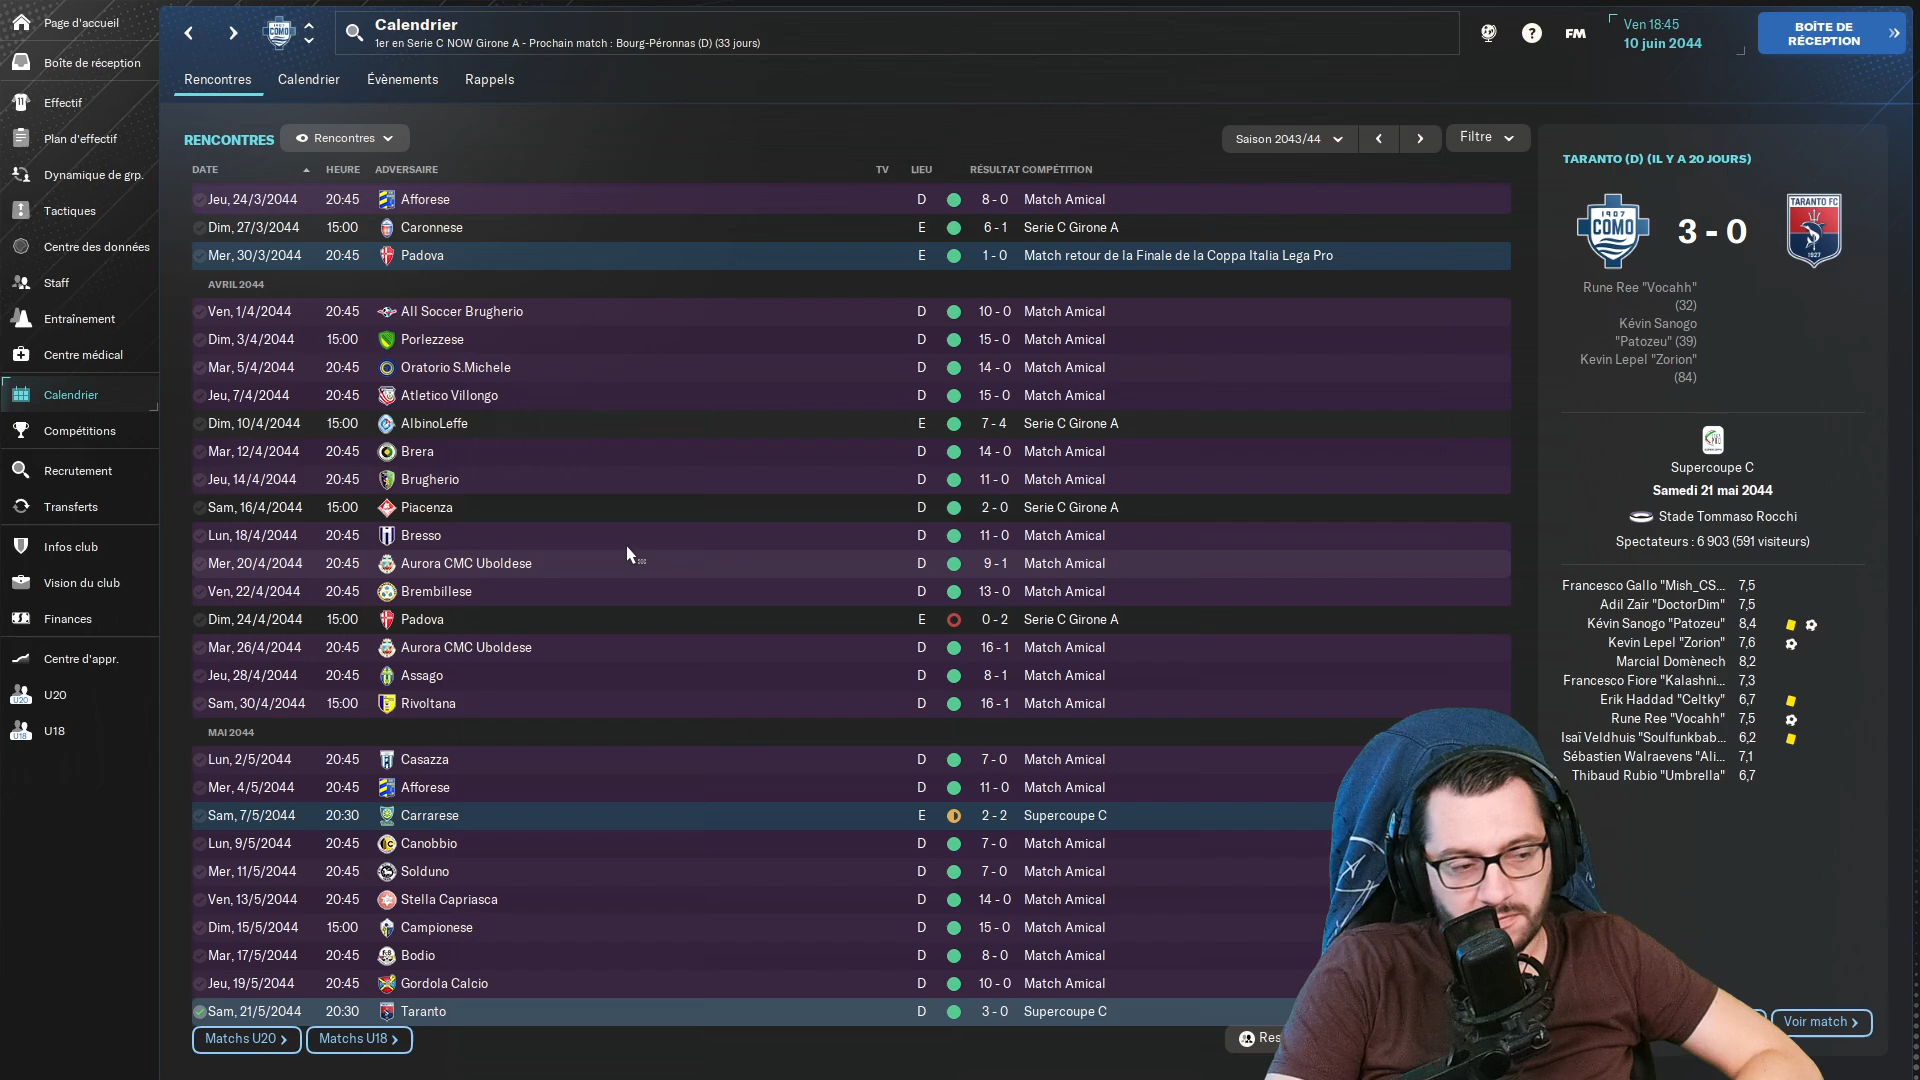 Page d'accueil
Boîte de réception
Effectif
Plan d'effectif
Dynamique de grp.
Tactiques
Centre des données
Staff
Entraînement
Centre médical
Calendrier
Compétitions
Recrutement
Transferts
Infos club
Vision du club
Finances
Centre d'appr.
U20
U18
Calendrier
1er en Serie C NOW Girone A - Prochain match : Bourg-Péronnas (D) (33 jours)
FM
Ven 18:45
10 juin 2044
BOÎTE DE
RÉCEPTION
Rencontres Calendrier Évènements Rappels
RENCONTRES Rencontres Saison 2043/44 Filtre
DATE HEURE ADVERSAIRE TV LIEU RÉSULTAT COMPÉTITION
Jeu, 24/3/2044 20:45 Afforese D 8 - 0 Match Amical
Dim, 27/3/2044 15:00 Caronnese E 6 - 1 Serie C Girone A
Mer, 30/3/2044 20:45 Padova E 1 - 0 Match retour de la Finale de la Coppa Italia Lega Pro
AVRIL 2044
Ven, 1/4/2044 20:45 All Soccer Brugherio D 10 - 0 Match Amical
Dim, 3/4/2044 15:00 Porlezzese D 15 - 0 Match Amical
Mar, 5/4/2044 20:45 Oratorio S.Michele D 14 - 0 Match Amical
Jeu, 7/4/2044 20:45 Atletico Villongo D 15 - 0 Match Amical
Dim, 10/4/2044 15:00 AlbinoLeffe E 7 - 4 Serie C Girone A
Mar, 12/4/2044 20:45 Brera D 14 - 0 Match Amical
Jeu, 14/4/2044 20:45 Brugherio D 11 - 0 Match Amical
Sam, 16/4/2044 15:00 Piacenza D 2 - 0 Serie C Girone A
Lun, 18/4/2044 20:45 Bresso D 11 - 0 Match Amical
Mer, 20/4/2044 20:45 Aurora CMC Uboldese D 9 - 1 Match Amical
Ven, 22/4/2044 20:45 Brembillese D 13 - 0 Match Amical
Dim, 24/4/2044 15:00 Padova E 0 - 2 Serie C Girone A
Mar, 26/4/2044 20:45 Aurora CMC Uboldese D 16 - 1 Match Amical
Jeu, 28/4/2044 20:45 Assago D 8 - 1 Match Amical
Sam, 30/4/2044 15:00 Rivoltana D 16 - 1 Match Amical
MAI 2044
Lun, 2/5/2044 20:45 Casazza D 7 - 0 Match Amical
Mer, 4/5/2044 20:45 Afforese D 11 - 0 Match Amical
Sam, 7/5/2044 20:30 Carrarese E 2 - 2 Supercoupe C
Lun, 9/5/2044 20:45 Canobbio D 7 - 0 Match Amical
Mer, 11/5/2044 20:45 Solduno D 7 - 0 Match Amical
Ven, 13/5/2044 20:45 Stella Capriasca D 14 - 0 Match Amical
Dim, 15/5/2044 15:00 Campionese D 15 - 0 Match Amical
Mar, 17/5/2044 20:45 Bodio D 8 - 0 Match Amical
Jeu, 19/5/2044 20:45 Gordola Calcio D 10 - 0 Match Amical
Sam, 21/5/2044 20:30 Taranto D 3 - 0 Supercoupe C
Matchs U20 Matchs U18 Res
TARANTO (D) (IL Y A 20 JOURS)
1907
COMO
3 - 0
TARANTO FC
1927
Rune Ree "Vocahh"
(32)
Kévin Sanogo
"Patozeu" (39)
Kevin Lepel "Zorion"
(84)
Supercoupe C
Samedi 21 mai 2044
Stade Tommaso Rocchi
Spectateurs : 6 903 (591 visiteurs)
Francesco Gallo "Mish_CS... 7,5
Adil Zaïr "DoctorDim" 7,5
Kévin Sanogo "Patozeu" 8,4
Kevin Lepel "Zorion" 7,6
Marcial Domènech 8,2
Francesco Fiore "Kalashni... 7,3
Erik Haddad "Celtky" 6,7
Rune Ree "Vocahh" 7,5
Isaï Veldhuis "Soulfunkbab... 6,2
Sébastien Walraevens "Ali... 7,1
Thibaud Rubio "Umbrella" 6,7
Voir match